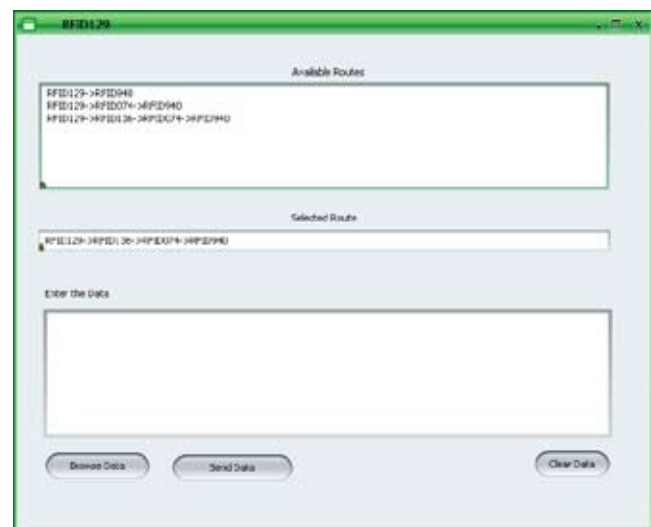 RFID129
Available Routes
RFID129->RFID940
RFID129->RFID074->RFID940
RFID129->RFID136->RFID074->RFID940
Selected Route
RFID129->RFID136->RFID074->RFID940
Enter the Data
Browse Data
Send Data
Clear Data